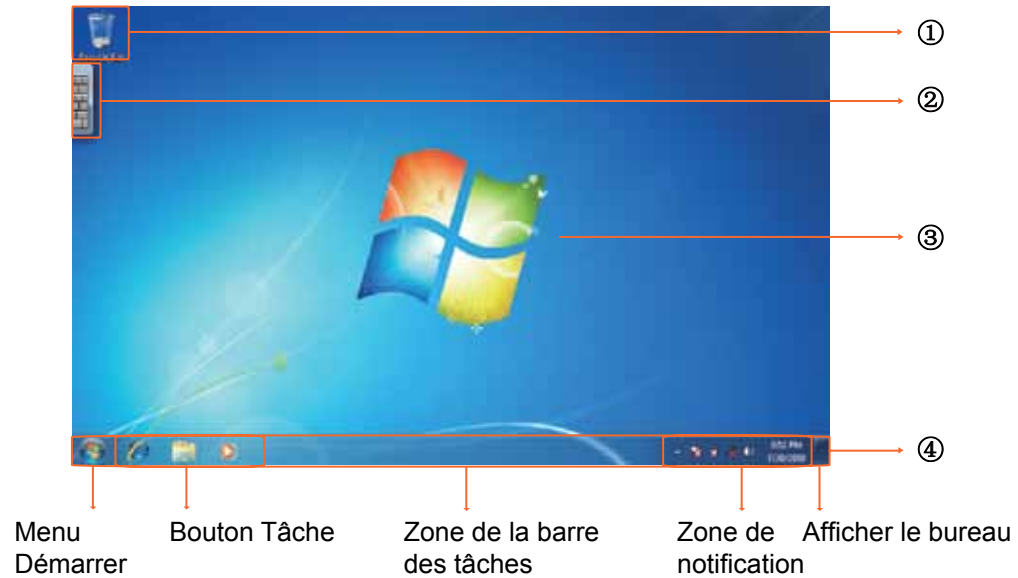 ①
②
③
④
Menu
Démarrer
Bouton Tâche
Zone de la barre
des tâches
Zone de
notification
Afficher le bureau